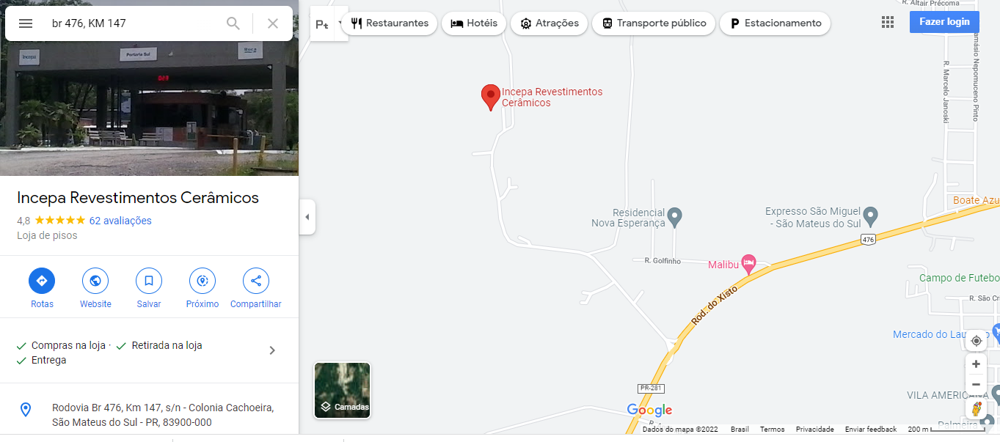 br 476, KM 147
Incepa
Portaria Sul
Roca
Incepa Revestimentos Cerâmicos
4,8
62 avaliações
Loja de pisos
Rotas
Website
Salvar
Próximo
Compartilhar
Compras na loja ·
Retirada na loja
Entrega
Rodovia Br 476, Km 147, s/n - Colonia Cachoeira,
São Mateus do Sul - PR, 83900-000
Pt
Restaurantes
Hotéis
Atrações
Transporte público
Estacionamento
Fazer login
R. Altair Précoma
R. Marcelo Janoski
Nepomuceno Pinto
Incepa Revestimentos
Cerâmicos
Residencial
Nova Esperança
Expresso São Miguel
- São Mateus do Sul
Boate Azu
476
R. Golfinho
Malibu
Campo de Futebo
R. São Cr
Rod. do Xisto
Mercado do Lau
PR-281
VILA AMERICANA
Palmeira
Camadas
Google
Dados do mapa ©2022
Brasil
Termos
Privacidade
Enviar feedback
200 m